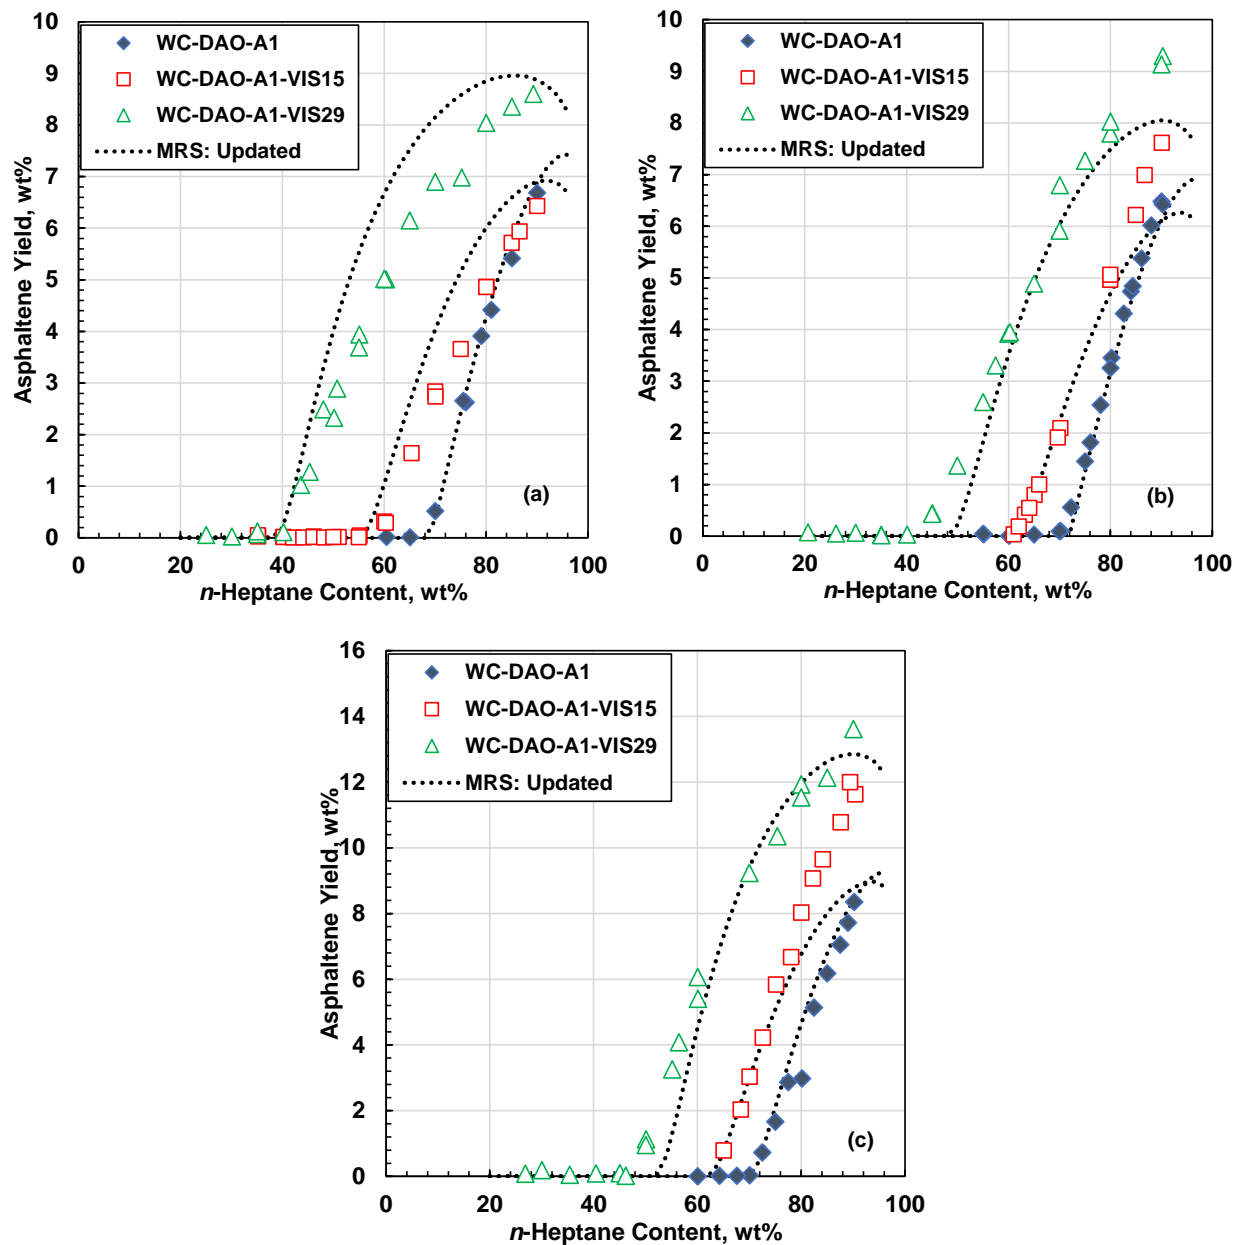 10
9
8
7
6
5
4
3
2
1
0
Asphaltene Yield, wt%
WC-DAO-A1
WC-DAO-A1-VIS15
WC-DAO-A1-VIS29
MRS: Updated
(a)
0 20 40 60 80 100
n-Heptane Content, wt%
10
9
8
7
6
5
4
3
2
1
0
Asphaltene Yield, wt%
WC-DAO-A1
WC-DAO-A1-VIS15
WC-DAO-A1-VIS29
MRS: Updated
(b)
0 20 40 60 80 100
n-Heptane Content, wt%
16
14
12
10
8
6
4
2
0
Asphaltene Yield, wt%
WC-DAO-A1
WC-DAO-A1-VIS15
WC-DAO-A1-VIS29
MRS: Updated
(c)
0 20 40 60 80 100
n-Heptane Content, wt%